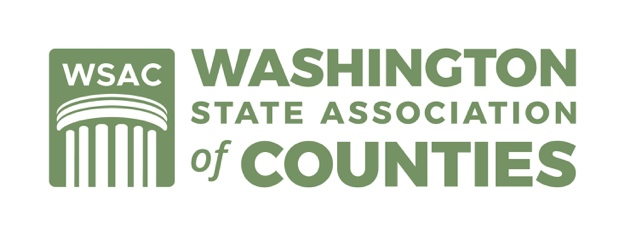 WSAC
WASHINGTON
STATE ASSOCIATION
of COUNTIES